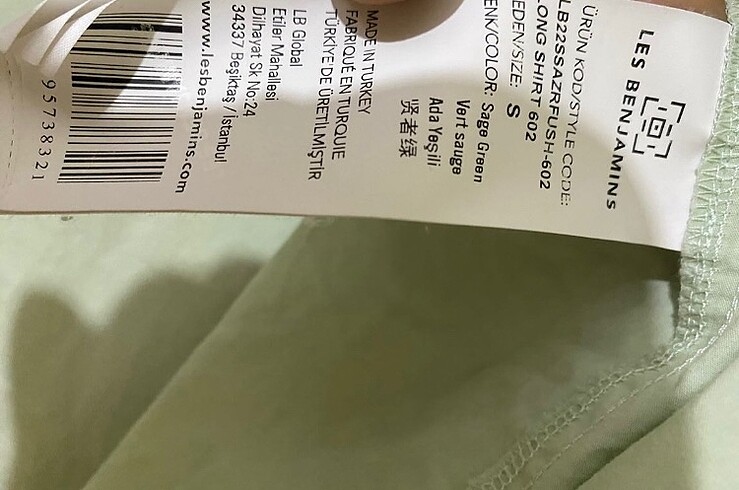 LES BENJAMINS
ÜRÜN KODU/STYLE CODE:
LB22SSAZRFUSH-602
LONG SHIRT 602
BEDEN/SIZE: S
RENK/COLOR: Sage Green
Vert sauge
Ada Yeşili
贤者绿
MADE IN TURKEY
FABRIQUÉ EN TURQUIE
TÜRKİYE'DE ÜRETİLMİŞTİR
LB Global
Etiler Mahallesi
Dilhayat Sk No:24
34337 Beşiktaş / İstanbul
www.lesbenjamins.com
95738321